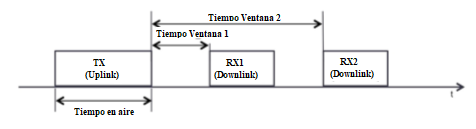 Tiempo Ventana 2
Tiempo Ventana 1
TX
(Uplink)
RX1
(Downlink)
RX2
(Downlink)
t
Tiempo en aire